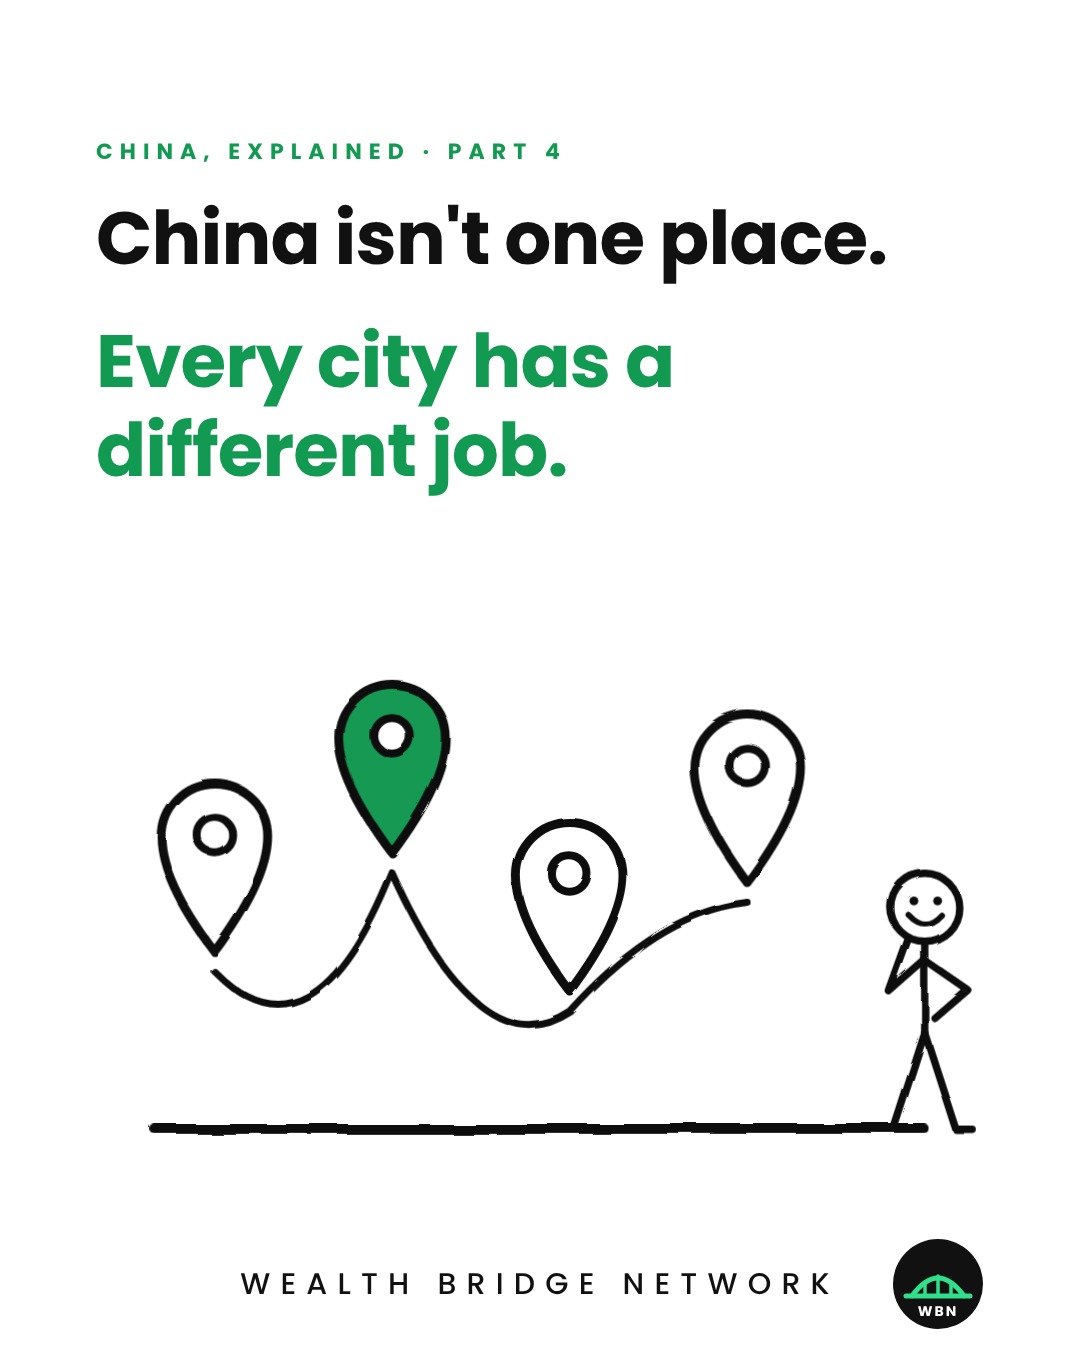 CHINA, EXPLAINED · PART 4
China isn't one place.
Every city has a
different job.
WEALTH BRIDGE NETWORK
WBN